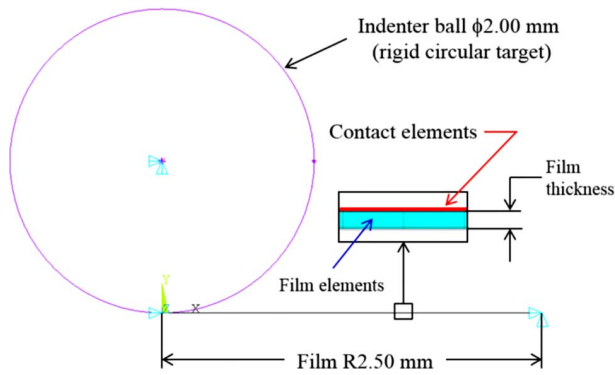 Indenter ball ϕ2.00 mm
(rigid circular target)
Contact elements
Film
thickness
Film elements
Y
X
Film R2.50 mm